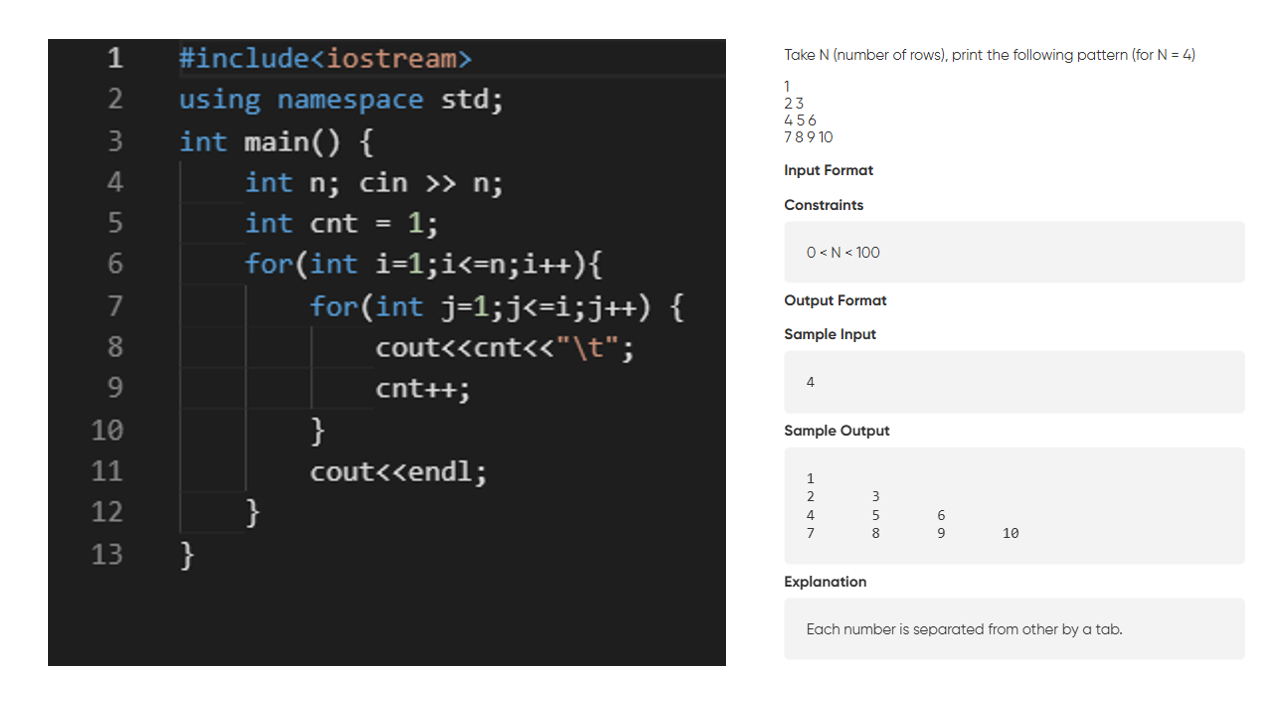 1 #include<iostream>
2 using namespace std;
3 int main() {
4 int n; cin >> n;
5 int cnt = 1;
6 for(int i=1;i<=n;i++){
7 for(int j=1;j<=i;j++) {
8 cout<<cnt<<"\t";
9 cnt++;
10 }
11 cout<<endl;
12 }
13 }
Take N (number of rows), print the following pattern (for N = 4)
1
2 3
4 5 6
7 8 9 10
Input Format
Constraints
0 < N < 100
Output Format
Sample Input
4
Sample Output
1
2 3
4 5 6
7 8 9 10
Explanation
Each number is separated from other by a tab.